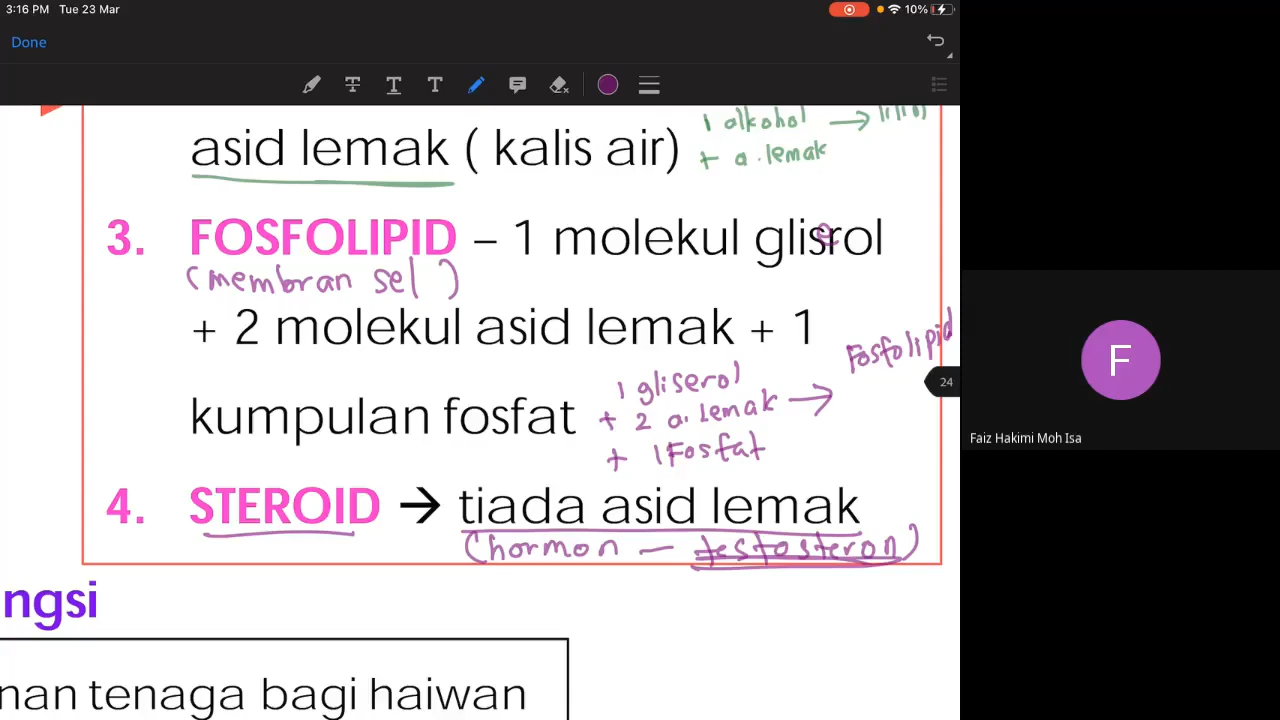 3:16 PM Tue 23 Mar
10%
Done
asid lemak ( kalis air)
1 alkohol →
+ a. lemak
3. FOSFOLIPID – 1 molekul gliserol
(membran sel)
+ 2 molekul asid lemak + 1
Fosfolipid
24
kumpulan fosfat
1 gliserol
+ 2 a. lemak →
+ 1 Fosfat
4. STEROID → tiada asid lemak
(hormon – testosteron)
ngsi
nan tenaga bagi haiwan
F
Faiz Hakimi Moh Isa